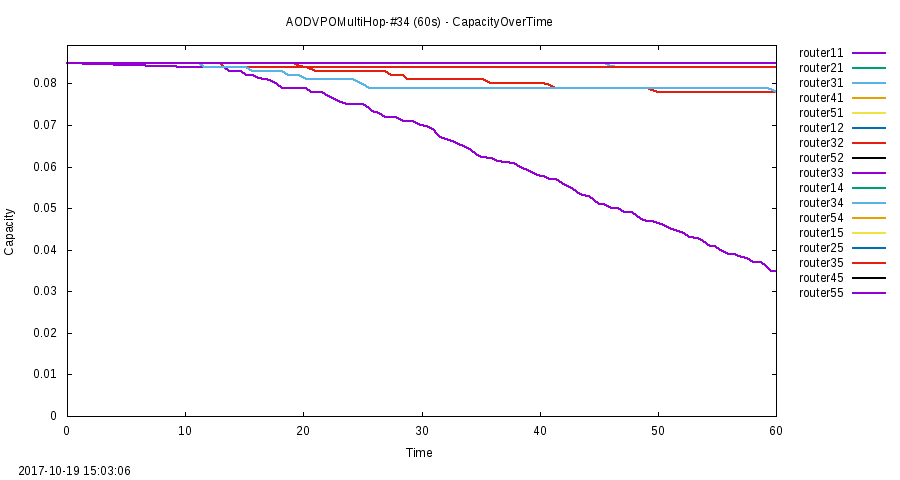 AODVPOMultiHop-#34 (60s) - CapacityOverTime
router11
router21
router31
router41
router51
router12
router32
router52
router33
router14
router34
router54
router15
router25
router35
router45
router55
0.08
0.07
0.06
0.05
0.04
0.03
0.02
0.01
0
Capacity
0 10 20 30 40 50 60
Time
2017-10-19 15:03:06